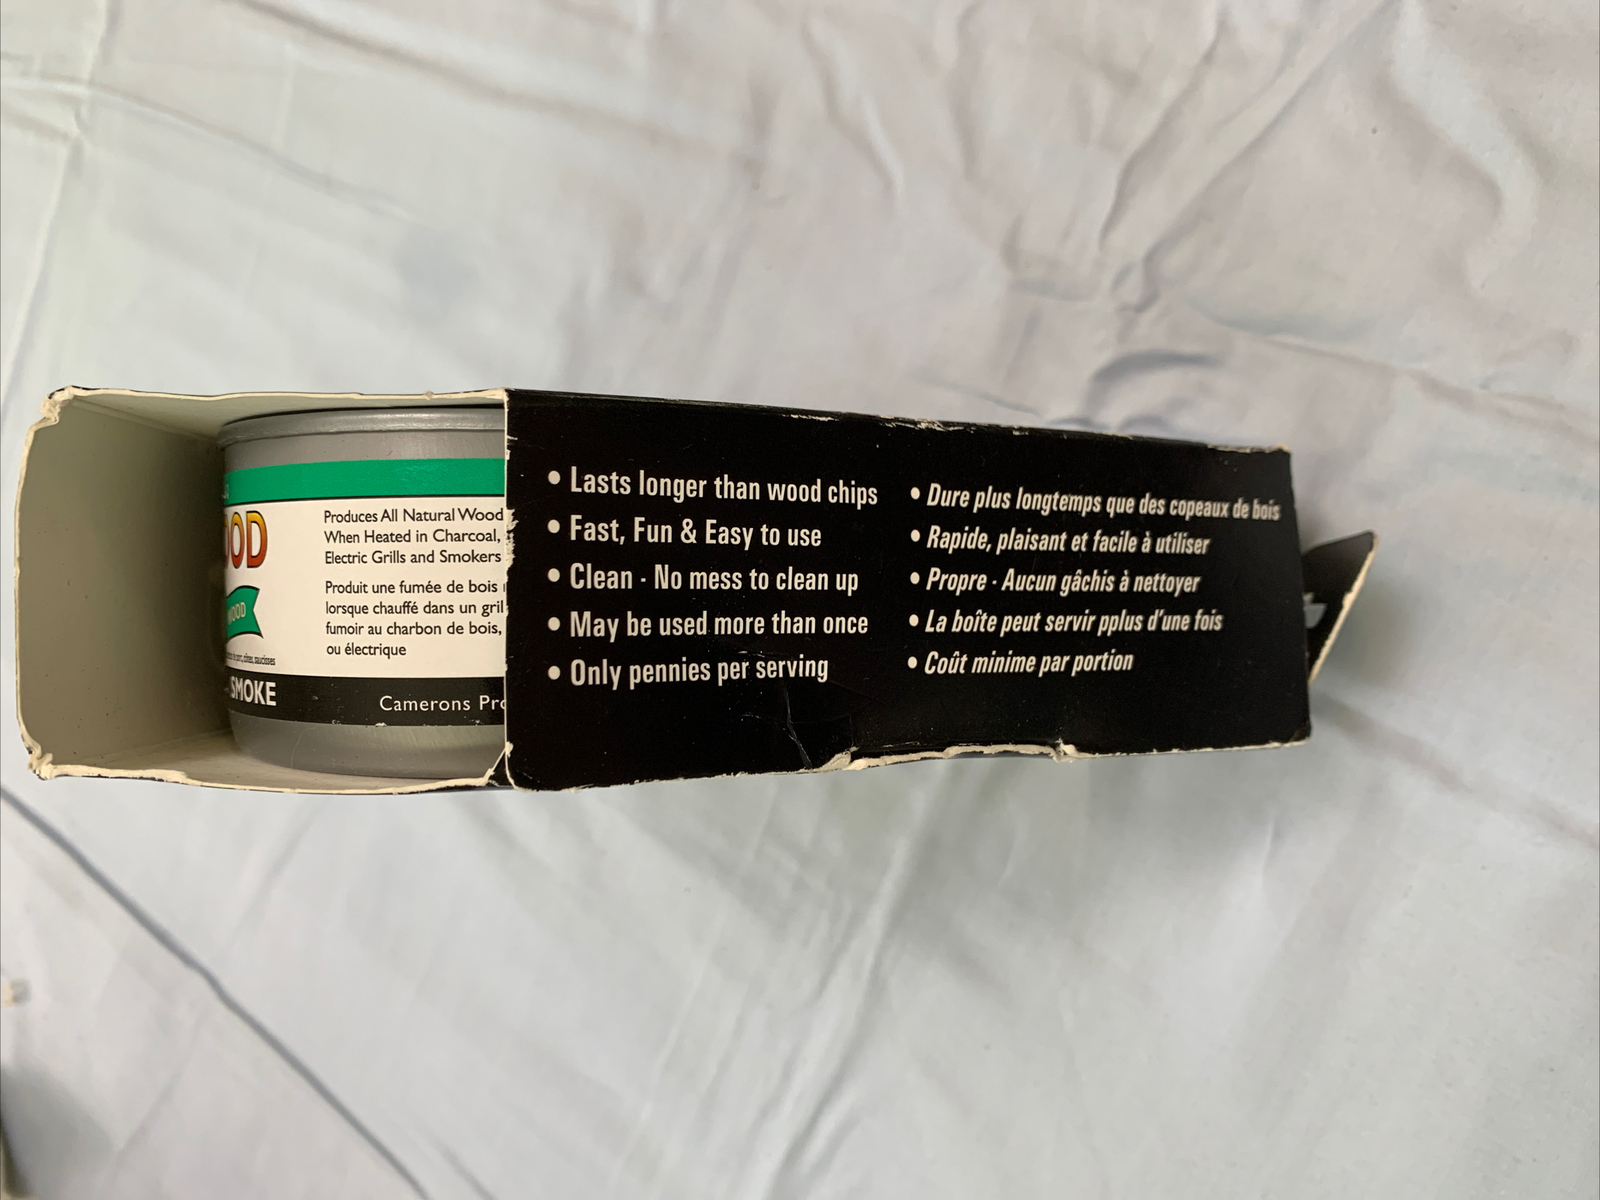 OOD
WOOD
SMOKE
Produces All Natural Wood
When Heated in Charcoal,
Electric Grills and Smokers
Produit une fumée de bois
lorsque chauffé dans un gril
fumoir au charbon de bois,
ou électrique
Camerons Pro
• Lasts longer than wood chips
• Fast, Fun & Easy to use
• Clean - No mess to clean up
• May be used more than once
• Only pennies per serving
• Dure plus longtemps que des copeaux de bois
• Rapide, plaisant et facile à utiliser
• Propre - Aucun gâchis à nettoyer
• La boîte peut servir pplus d'une fois
• Coût minime par portion